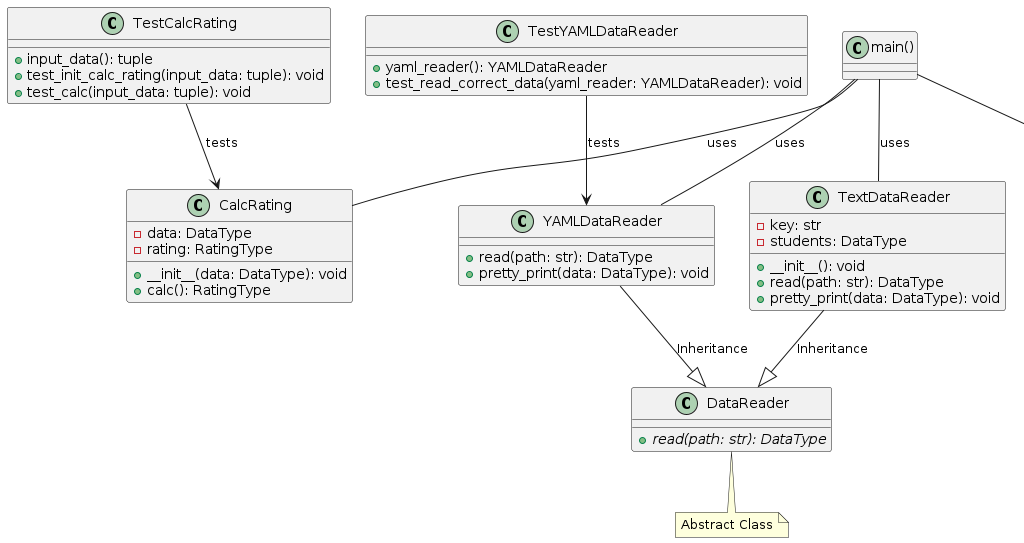 TestCalcRating
input_data(): tuple
test_init_calc_rating(input_data: tuple): void
test_calc(input_data: tuple): void
TestYAMLDataReader
yaml_reader(): YAMLDataReader
test_read_correct_data(yaml_reader: YAMLDataReader): void
main()
tests
tests
uses
uses
uses
CalcRating
data: DataType
rating: RatingType
__init__(data: DataType): void
calc(): RatingType
YAMLDataReader
read(path: str): DataType
pretty_print(data: DataType): void
TextDataReader
key: str
students: DataType
__init__(): void
read(path: str): DataType
pretty_print(data: DataType): void
Inheritance
Inheritance
DataReader
read(path: str): DataType
Abstract Class